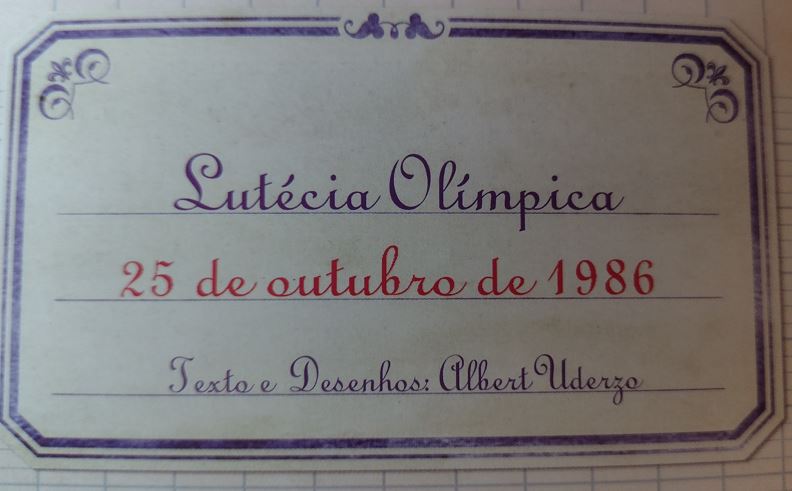 Lutécia Olímpica
25 de outubro de 1986
Texto e Desenhos: Albert Uderzo